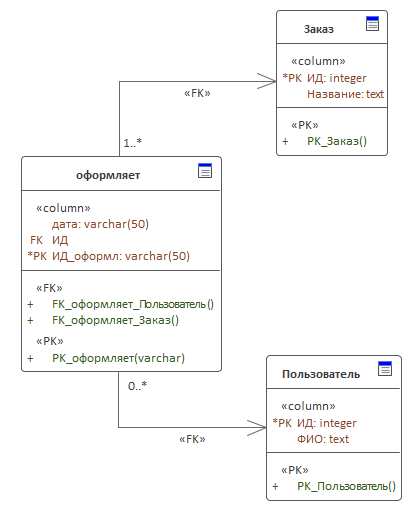 Заказ
«column»
*PK ИД: integer
Название: text
«PK»
+ PK_Заказ()
«FK»
1..*
оформляет
«column»
дата: varchar(50)
FK ИД
*PK ИД_оформл: varchar(50)
«FK»
+ FK_оформляет_Пользователь()
+ FK_оформляет_Заказ()
«PK»
+ PK_оформляет(varchar)
0..*
«FK»
Пользователь
«column»
*PK ИД: integer
ФИО: text
«PK»
+ PK_Пользователь()